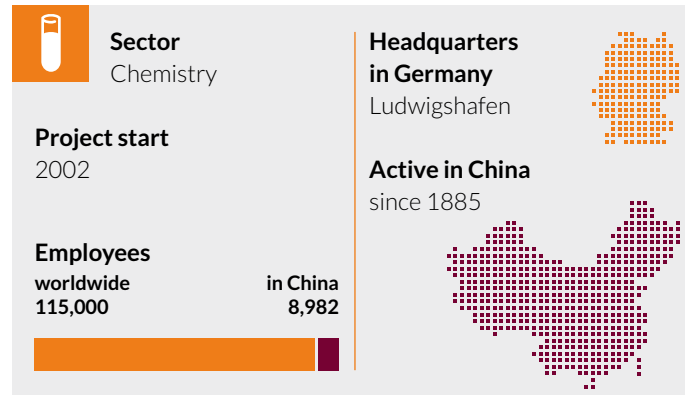 Sector
Chemistry
Project start
2002
Employees
worldwide in China
115,000 8,982
Headquarters
in Germany
Ludwigshafen
Active in China
since 1885